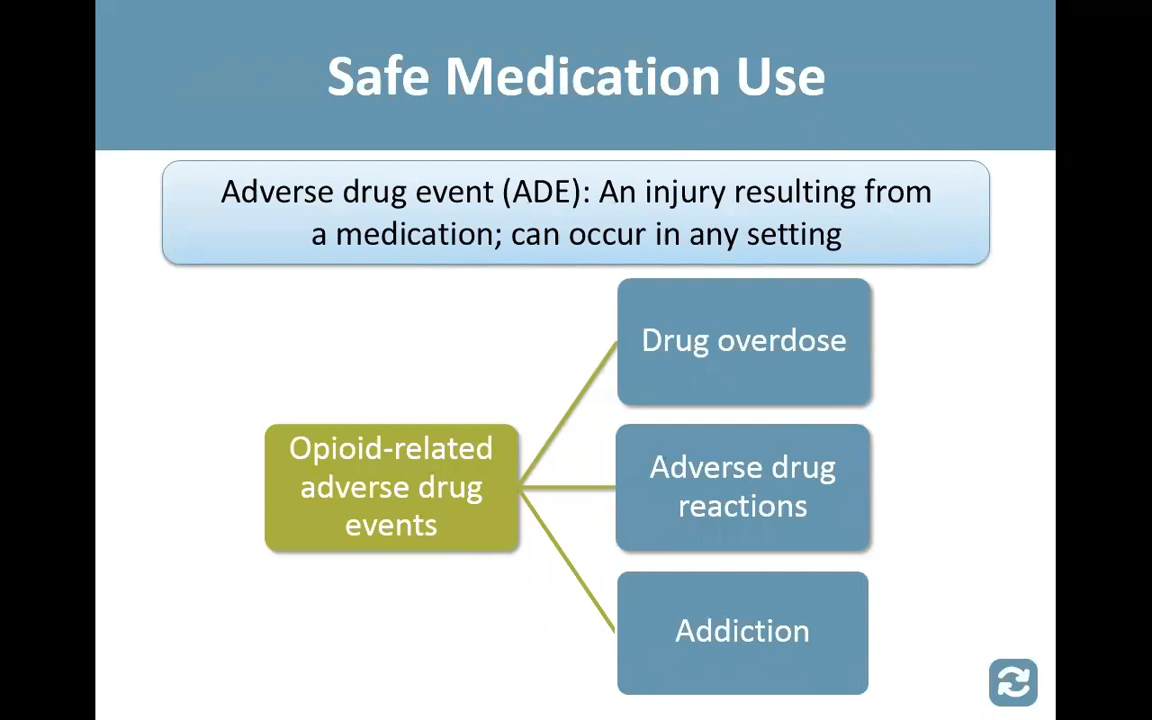 Safe Medication Use
Adverse drug event (ADE): An injury resulting from
a medication; can occur in any setting
Drug overdose
Opioid-related
adverse drug
events
Adverse drug
reactions
Addiction